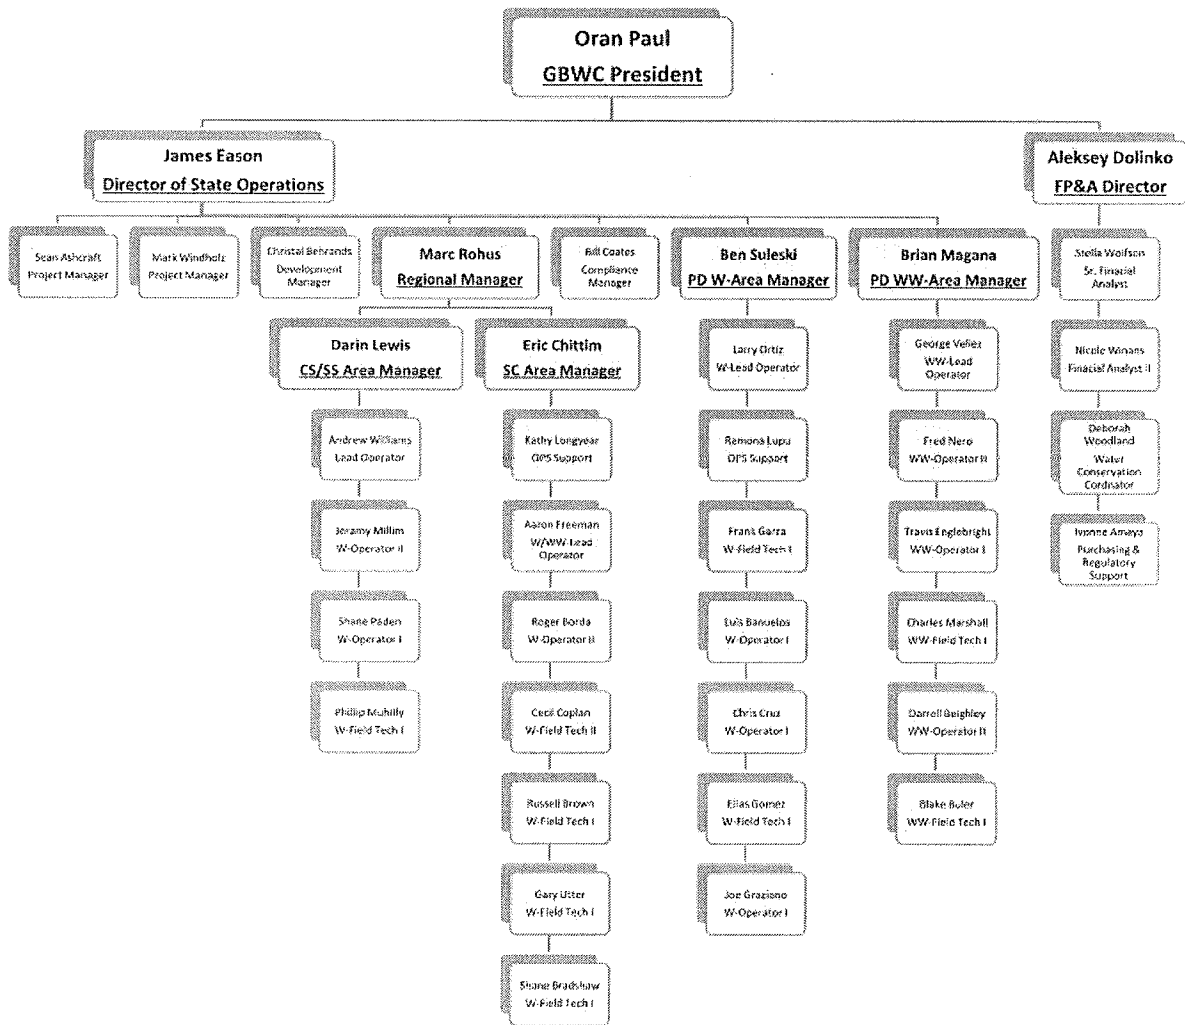 Oran Paul
GBWC President
James Eason
Director of State Operations
Aleksey Dolinko
FP&A Director
Sean Ashcraft
Project Manager
Mark Windholz
Project Manager
Christal Behrands
Development
Manager
Marc Rohus
Regional Manager
Bill Coates
Compliance
Manager
Ben Suleski
PD W-Area Manager
Brian Magana
PD WW-Area Manager
Stella Wolfson
Sr. Finacial
Analyst
Darin Lewis
CS/SS Area Manager
Eric Chittim
SC Area Manager
Larry Ortiz
W-Lead Operator
George Veliez
WW-Lead
Operator
Nicole Winans
Finacial Analyst II
Andrew Williams
Lead Operator
Kathy Longyear
OPS Support
Ramona Lupu
OPS Support
Fred Nero
WW-Operator II
Deborah
Woodland
Water
Conservation
Cordinator
Jeramy Millim
W-Operator II
Aaron Freeman
W/WW-Lead
Operator
Frank Garza
W-Field Tech I
Travis Englebright
WW-Operator I
Ivonne Amaya
Purchasing &
Regulatory
Support
Shane Paden
W-Operator I
Roger Borda
W-Operator II
Luis Banuelos
W-Operator I
Charles Marshall
WW-Field Tech I
Phillip Muhilly
W-Field Tech I
Cecil Coplan
W-Field Tech II
Chris Cruz
W-Operator I
Darrell Beighley
WW-Operator II
Russell Brown
W-Field Tech I
Elias Gomez
W-Field Tech I
Blake Buler
WW-Field Tech I
Gary Utter
W-Field Tech I
Joe Graziano
W-Operator I
Shane Bradshaw
W-Field Tech I